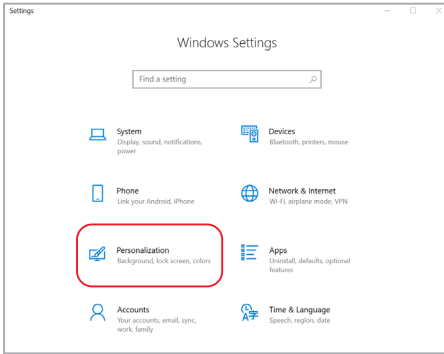 Settings
Windows Settings
Find a setting
System
Display, sound, notifications,
power
Devices
Bluetooth, printers, mouse
Phone
Link your Android, iPhone
Network & Internet
Wi-Fi, airplane mode, VPN
Personalization
Background, lock screen, colors
Apps
Uninstall, defaults, optional
features
Accounts
Your accounts, email, sync,
work, family
Time & Language
Speech, region, date